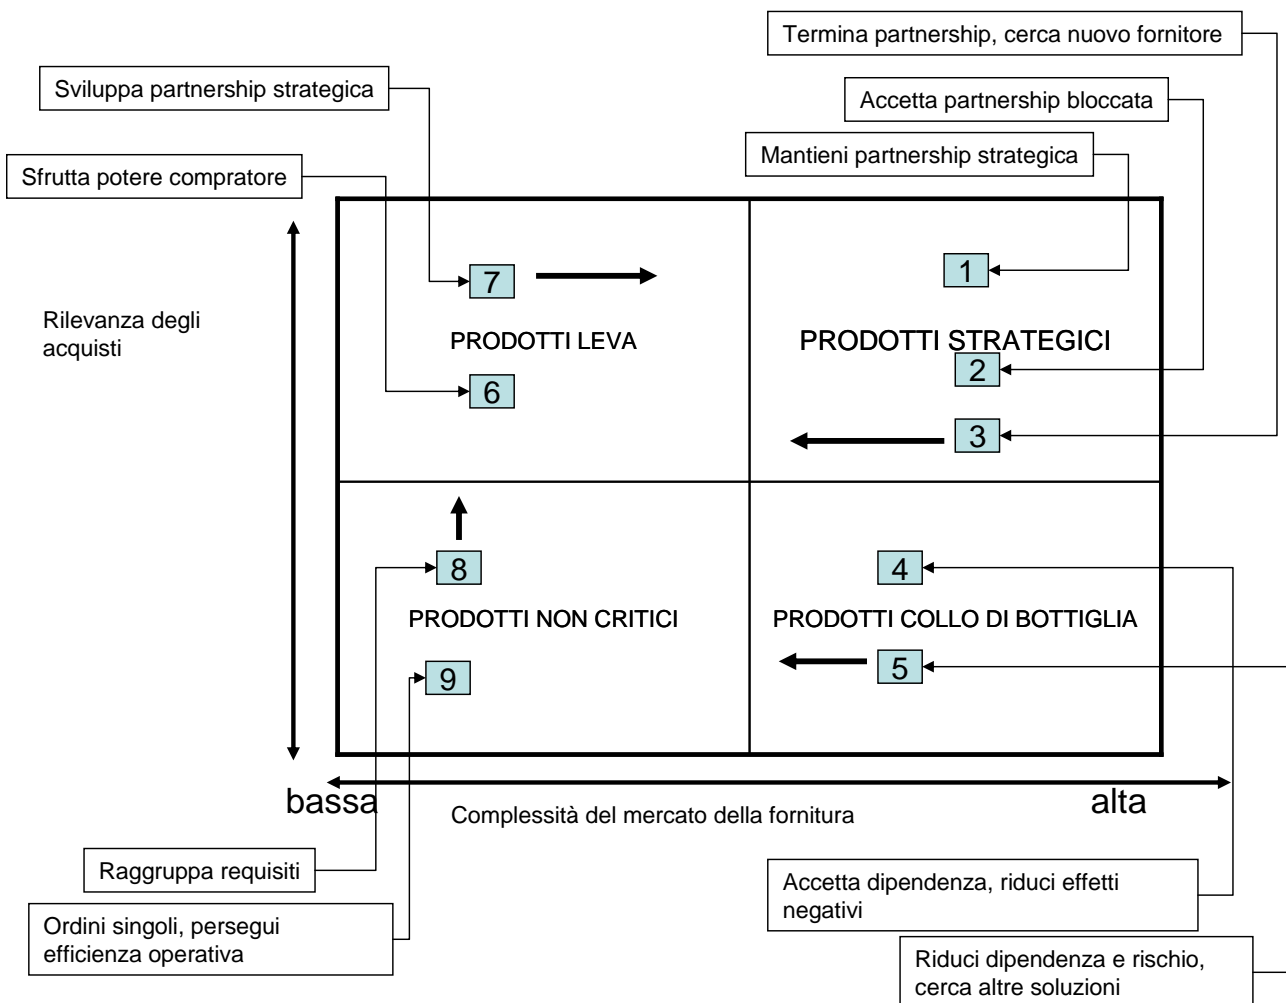 Termina partnership, cerca nuovo fornitore
Sviluppa partnership strategica
Accetta partnership bloccata
Mantieni partnership strategica
Sfrutta potere compratore
7
1
Rilevanza degli
acquisti
PRODOTTI LEVA
PRODOTTI STRATEGICI
2
6
3
8
4
PRODOTTI NON CRITICI
PRODOTTI COLLO DI BOTTIGLIA
5
9
bassa
alta
Complessità del mercato della fornitura
Raggruppa requisiti
Accetta dipendenza, riduci effetti
negativi
Ordini singoli, persegui
efficienza operativa
Riduci dipendenza e rischio,
cerca altre soluzioni